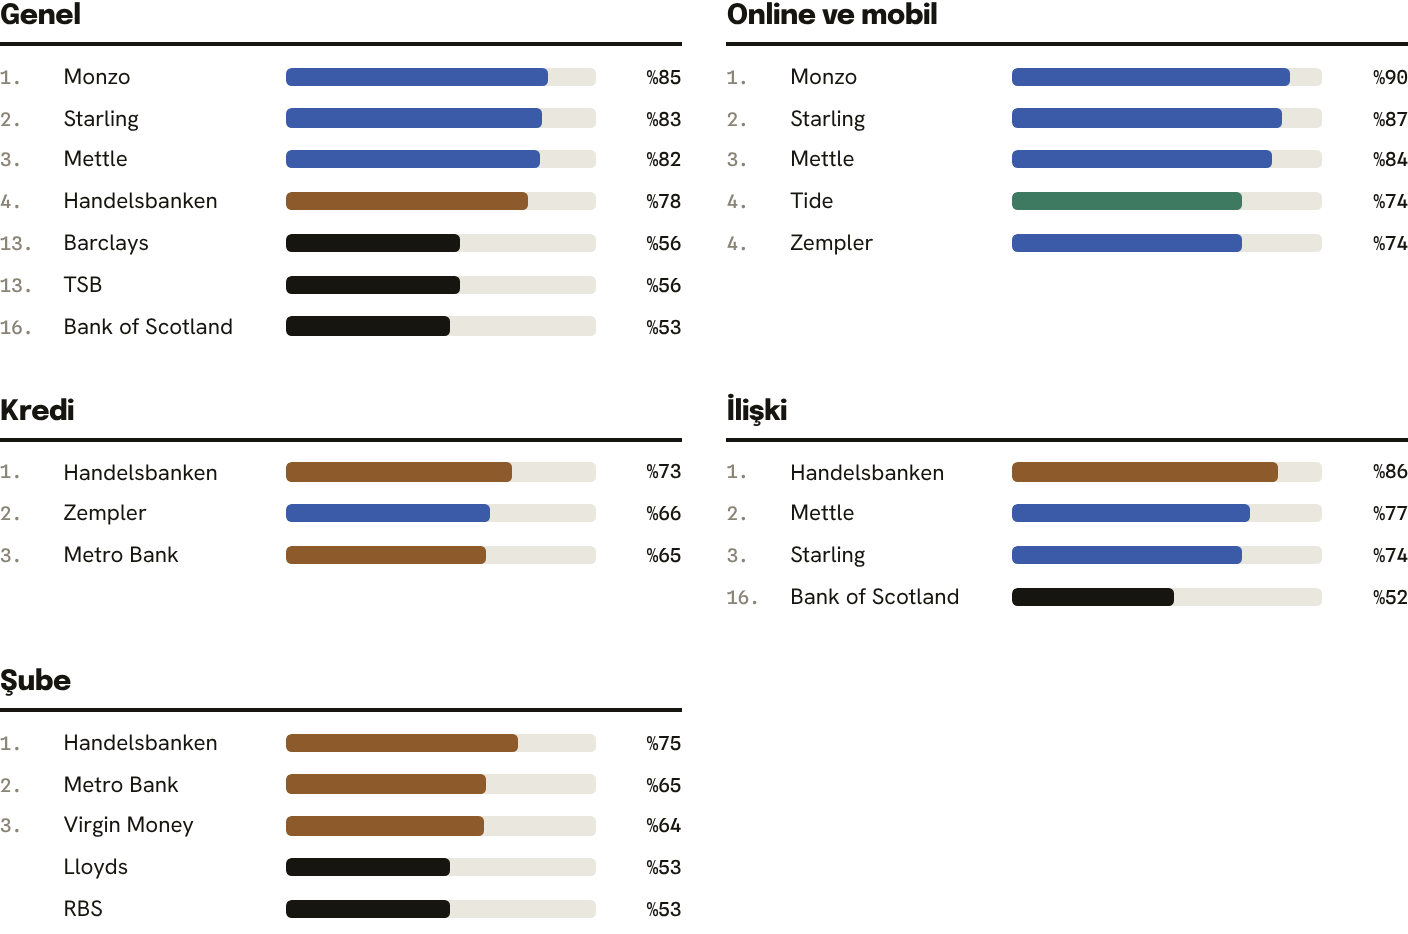 Genel
1. Monzo %85
2. Starling %83
3. Mettle %82
4. Handelsbanken %78
13. Barclays %56
13. TSB %56
16. Bank of Scotland %53
Online ve mobil
1. Monzo %90
2. Starling %87
3. Mettle %84
4. Tide %74
4. Zempler %74
Kredi
1. Handelsbanken %73
2. Zempler %66
3. Metro Bank %65
İlişki
1. Handelsbanken %86
2. Mettle %77
3. Starling %74
16. Bank of Scotland %52
Şube
1. Handelsbanken %75
2. Metro Bank %65
3. Virgin Money %64
Lloyds %53
RBS %53